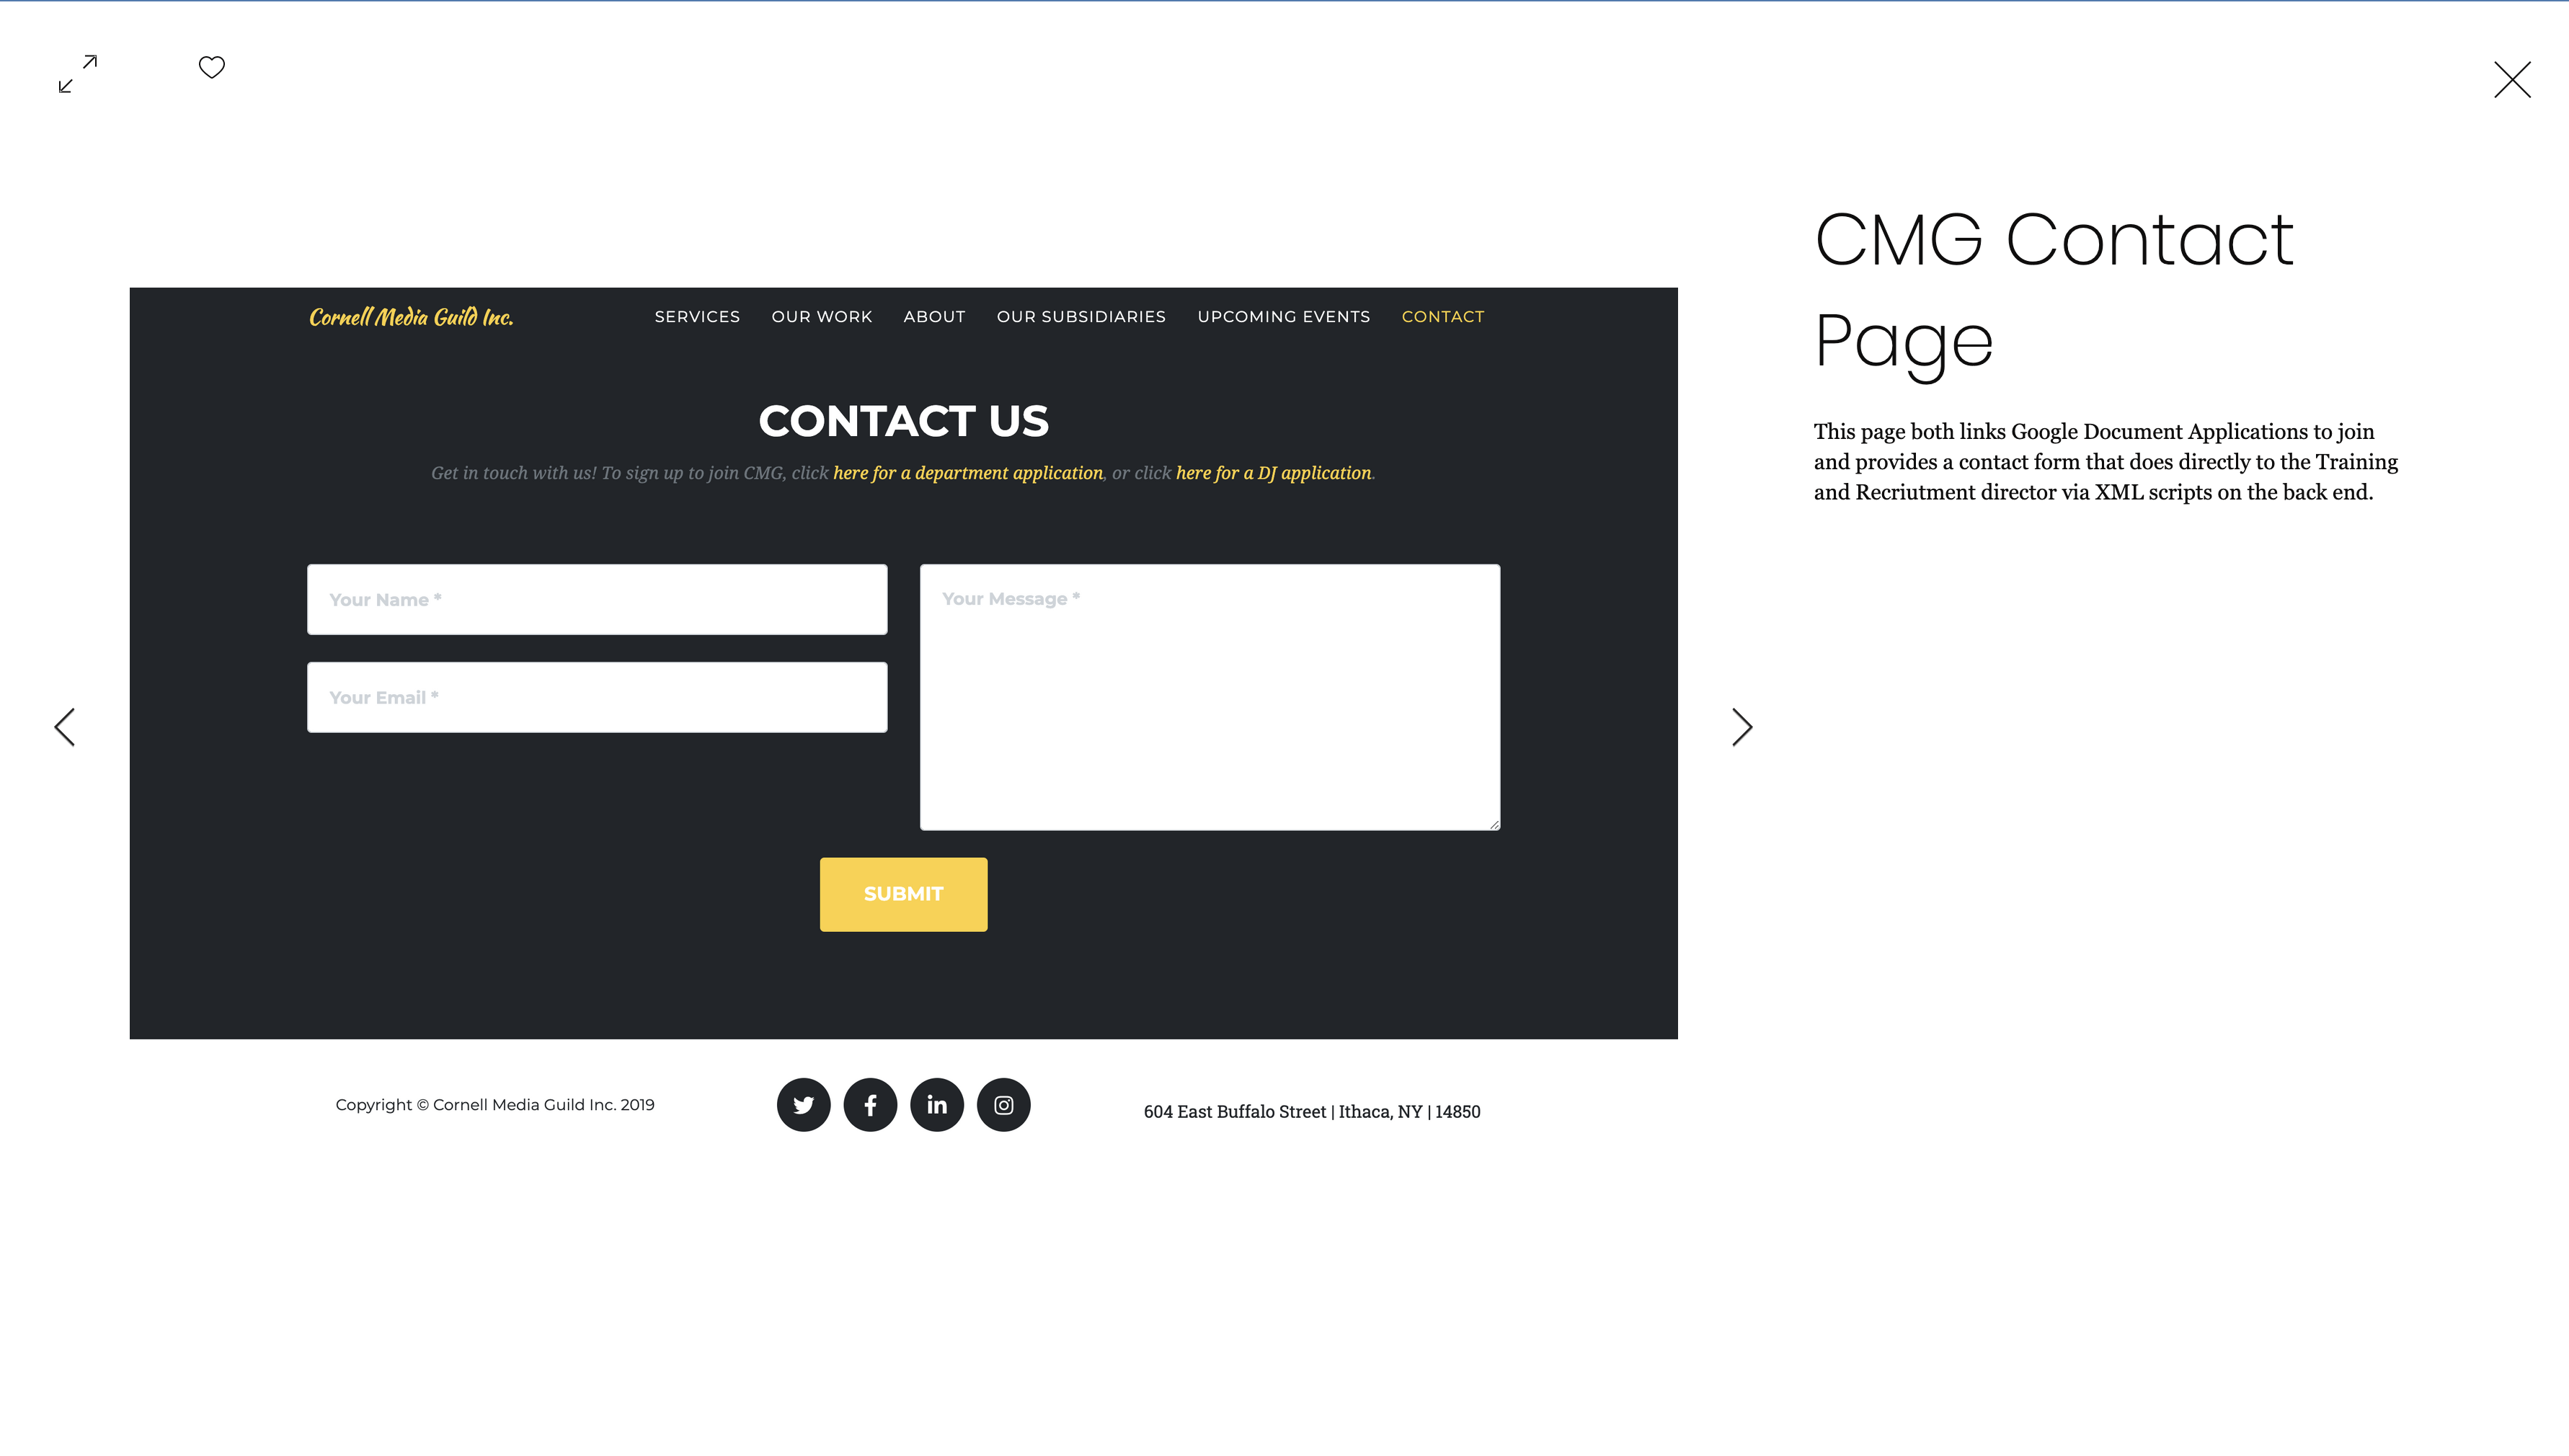 Cornell Media Guild Inc.
SERVICES
OUR WORK
ABOUT
OUR SUBSIDIARIES
UPCOMING EVENTS
CONTACT
CONTACT US
Get in touch with us! To sign up to join CMG, click here for a department application, or click here for a DJ application.
Your Name *
Your Message *
Your Email *
SUBMIT
Copyright © Cornell Media Guild Inc. 2019
604 East Buffalo Street | Ithaca, NY | 14850
CMG Contact
Page
This page both links Google Document Applications to join
and provides a contact form that does directly to the Training
and Recriutment director via XML scripts on the back end.